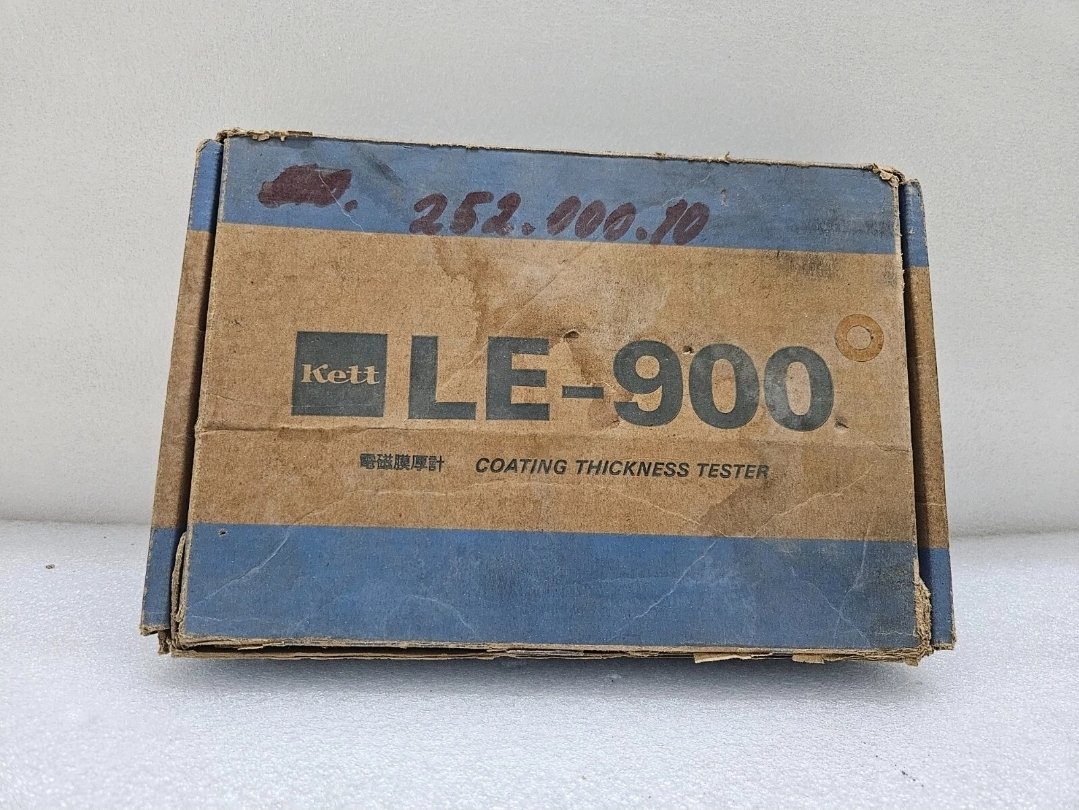 252.000.10
Kett LE-900
電磁膜厚計 COATING THICKNESS TESTER